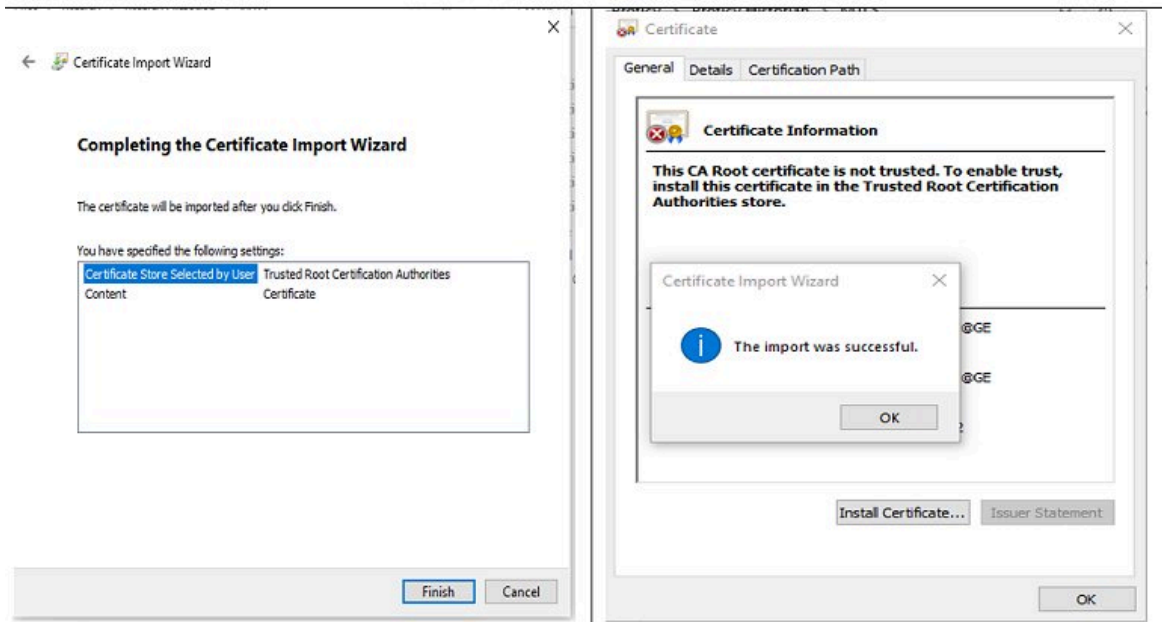 Certificate Import Wizard
Completing the Certificate Import Wizard
The certificate will be imported after you click Finish.
You have specified the following settings:
Certificate Store Selected by User Trusted Root Certification Authorities
Content Certificate
Finish Cancel
Certificate
General Details Certification Path
Certificate Information
This CA Root certificate is not trusted. To enable trust,
install this certificate in the Trusted Root Certification
Authorities store.
Certificate Import Wizard
The import was successful.
OK
@GE
@GE
Install Certificate... Issuer Statement
OK